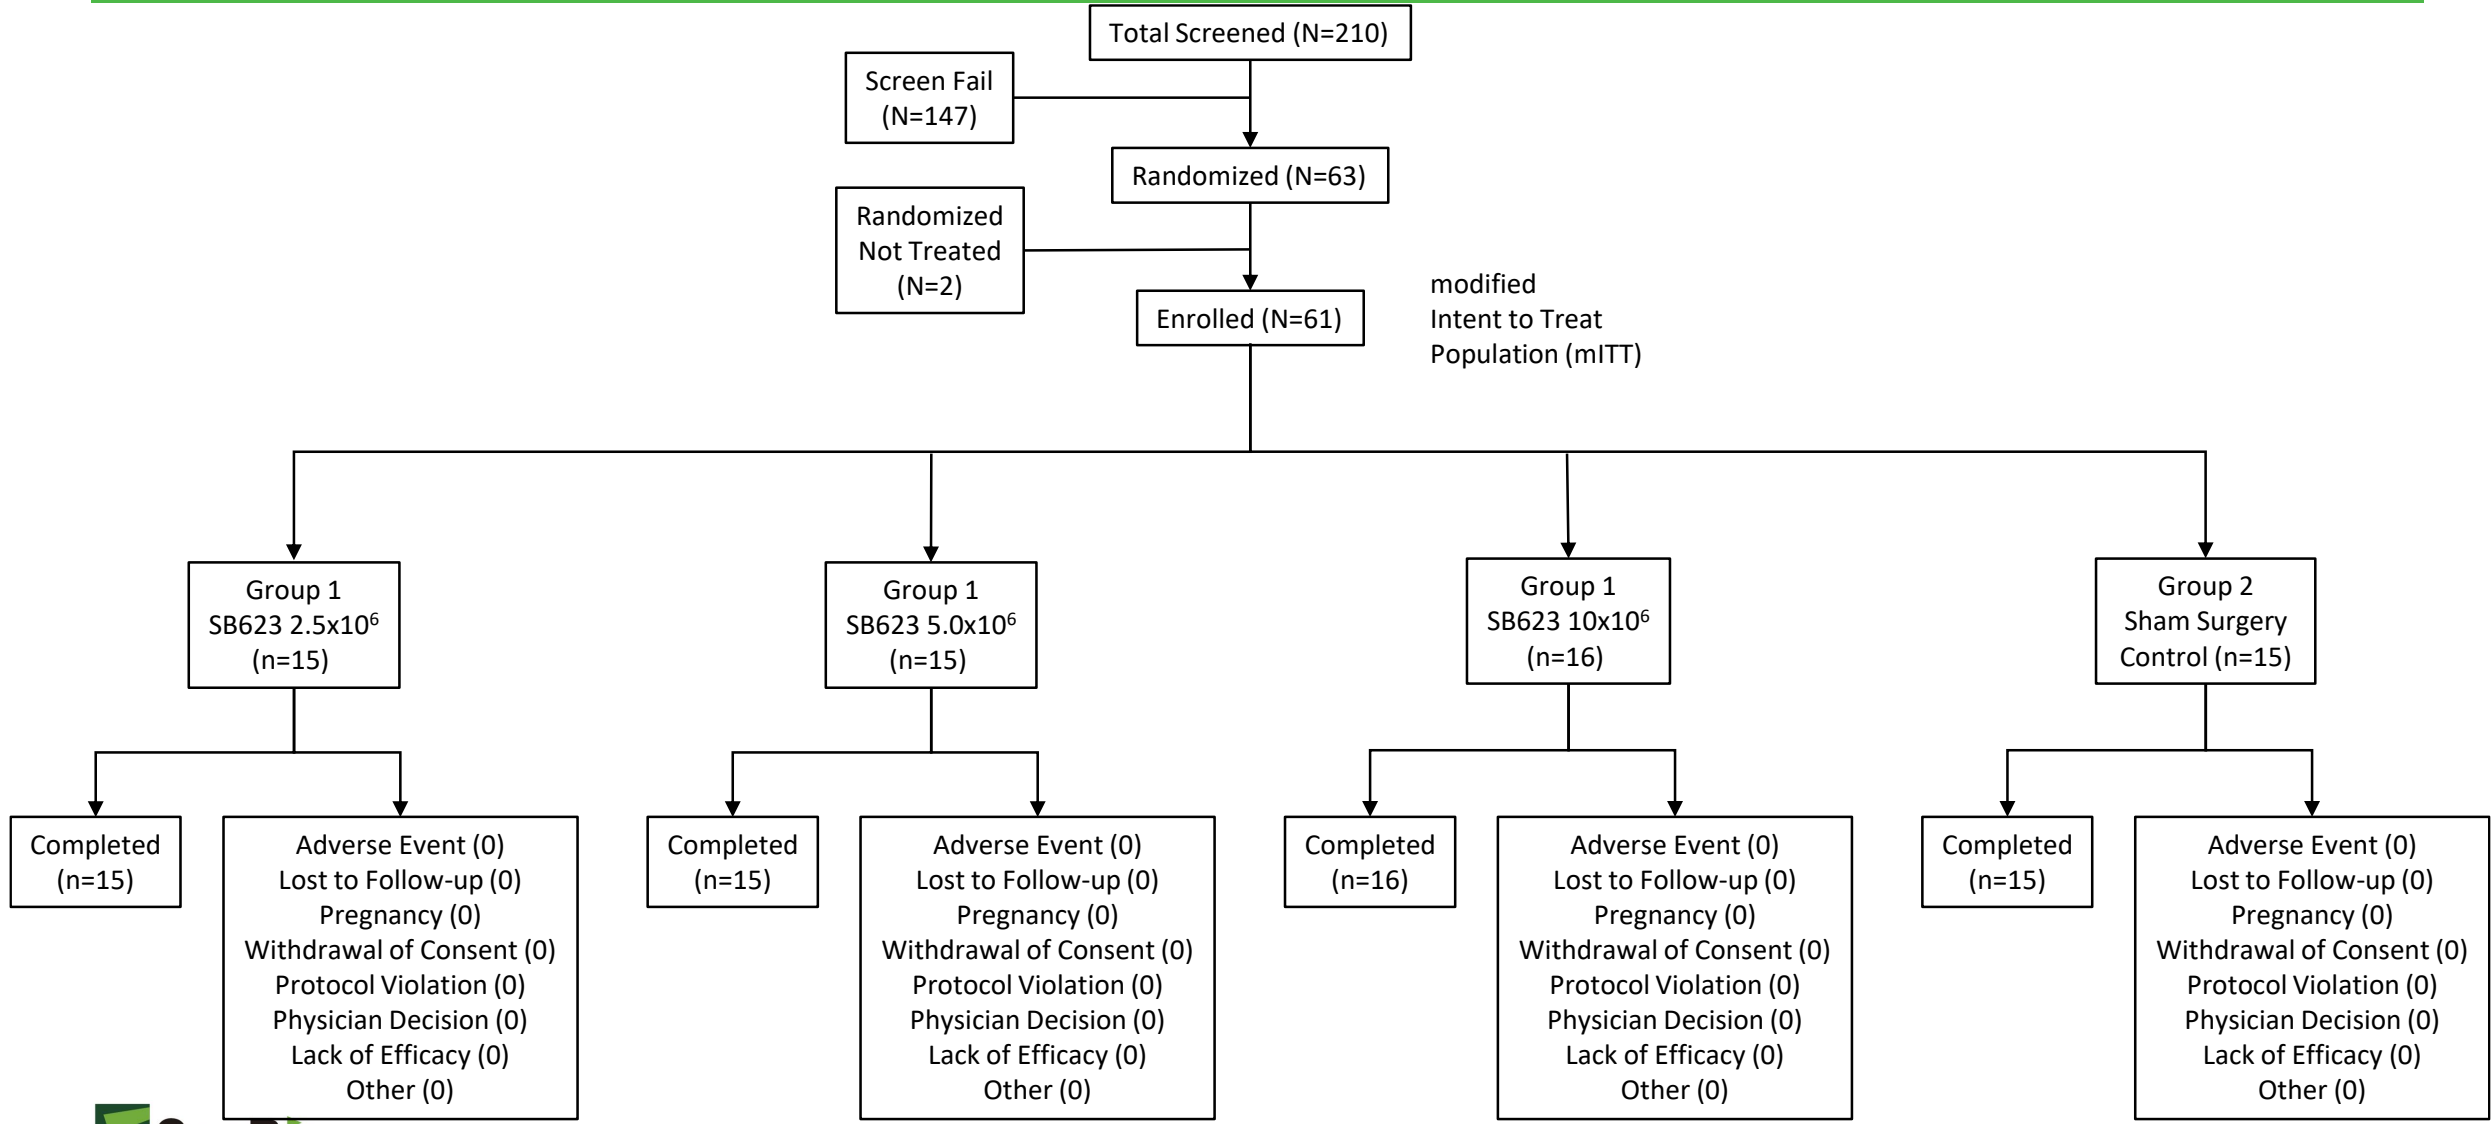 Total Screened (N=210)
Screen Fail
(N=147)
Randomized (N=63)
Randomized
Not Treated
(N=2)
Enrolled (N=61)
modified
Intent to Treat
Population (mITT)
Group 1
SB623 2.5x10⁶
(n=15)
Group 1
SB623 5.0x10⁶
(n=15)
Group 1
SB623 10x10⁶
(n=16)
Group 2
Sham Surgery
Control (n=15)
Completed
(n=15)
Adverse Event (0)
Lost to Follow-up (0)
Pregnancy (0)
Withdrawal of Consent (0)
Protocol Violation (0)
Physician Decision (0)
Lack of Efficacy (0)
Other (0)
Completed
(n=15)
Adverse Event (0)
Lost to Follow-up (0)
Pregnancy (0)
Withdrawal of Consent (0)
Protocol Violation (0)
Physician Decision (0)
Lack of Efficacy (0)
Other (0)
Completed
(n=16)
Adverse Event (0)
Lost to Follow-up (0)
Pregnancy (0)
Withdrawal of Consent (0)
Protocol Violation (0)
Physician Decision (0)
Lack of Efficacy (0)
Other (0)
Completed
(n=15)
Adverse Event (0)
Lost to Follow-up (0)
Pregnancy (0)
Withdrawal of Consent (0)
Protocol Violation (0)
Physician Decision (0)
Lack of Efficacy (0)
Other (0)